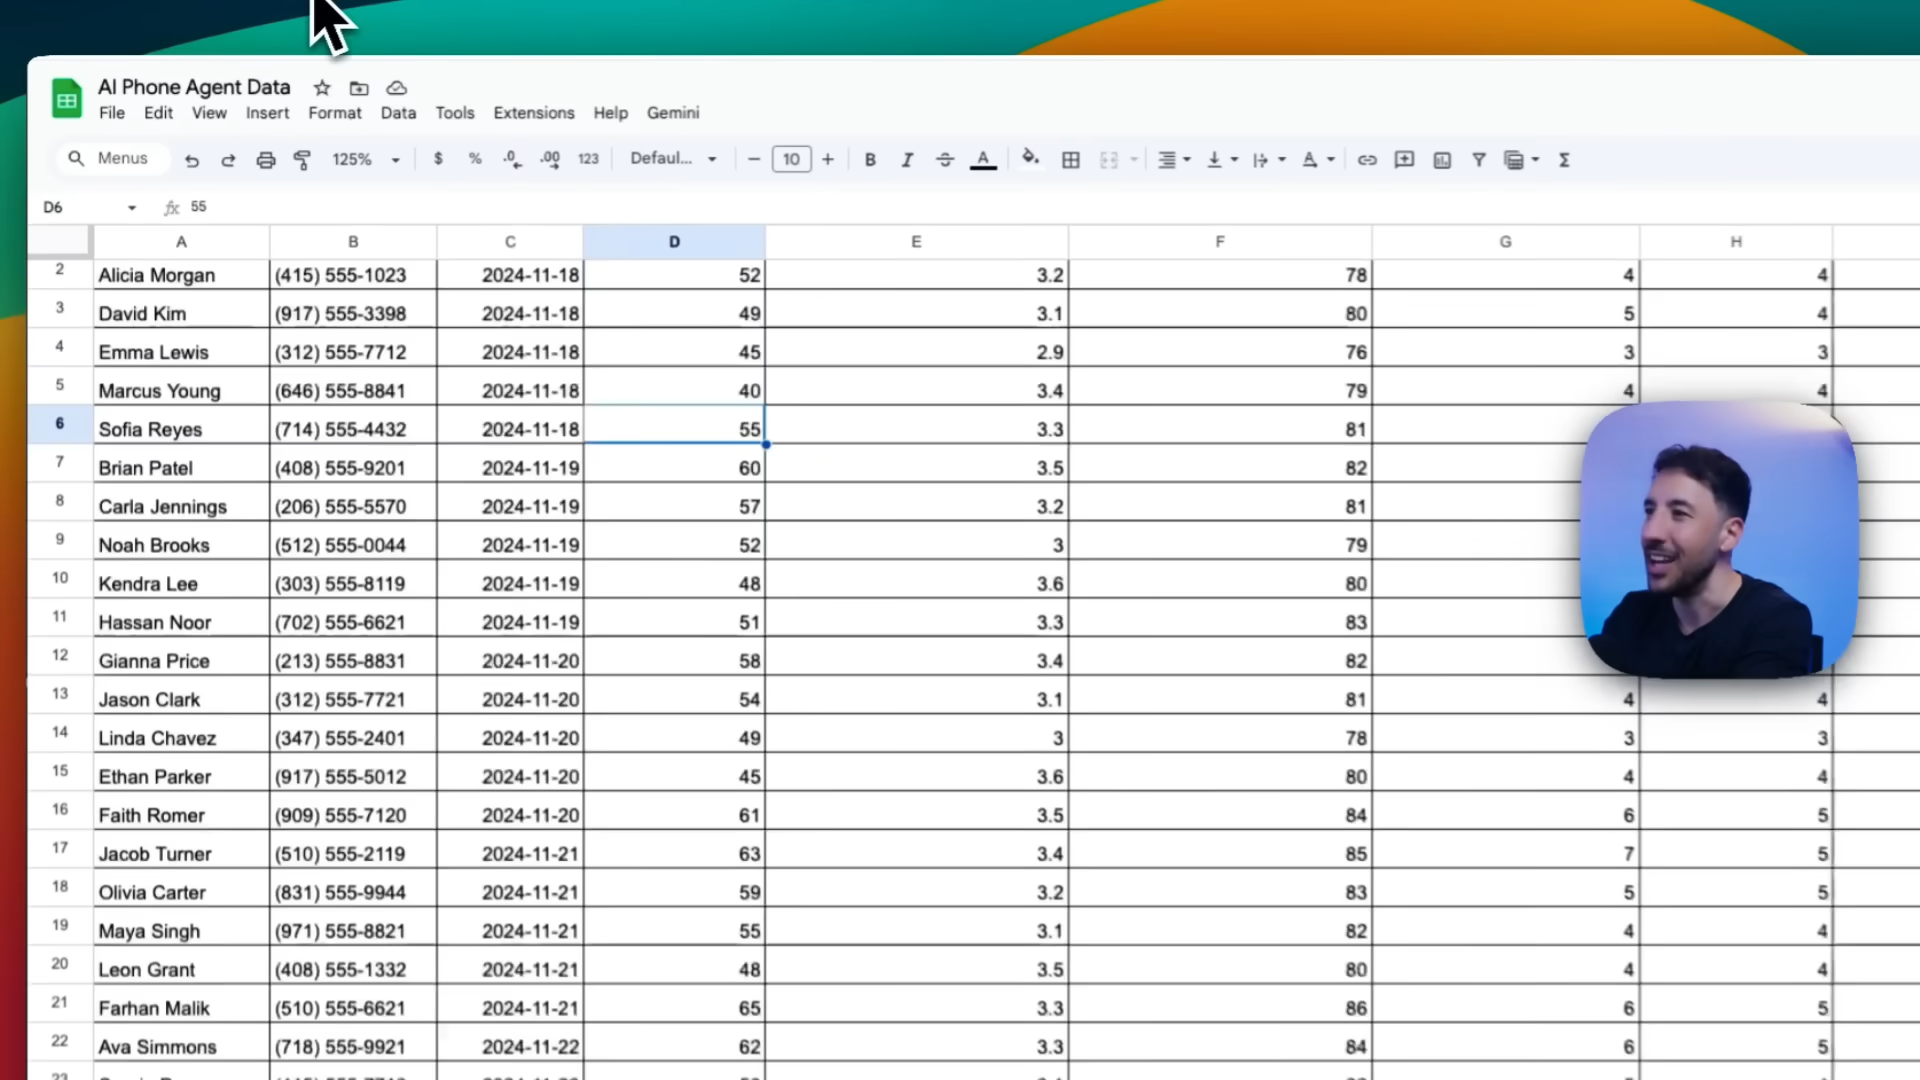 AI Phone Agent Data
File Edit View Insert Format Data Tools Extensions Help Gemini
Menus 125% $ % .0 .00 123 Defaul... 10 B I S A Σ
D6 fx 55
A B C D E F G H
2 Alicia Morgan (415) 555-1023 2024-11-18 52 3.2 78 4 4
3 David Kim (917) 555-3398 2024-11-18 49 3.1 80 5 4
4 Emma Lewis (312) 555-7712 2024-11-18 45 2.9 76 3 3
5 Marcus Young (646) 555-8841 2024-11-18 40 3.4 79 4 4
6 Sofia Reyes (714) 555-4432 2024-11-18 55 3.3 81
7 Brian Patel (408) 555-9201 2024-11-19 60 3.5 82
8 Carla Jennings (206) 555-5570 2024-11-19 57 3.2 81
9 Noah Brooks (512) 555-0044 2024-11-19 52 3 79
10 Kendra Lee (303) 555-8119 2024-11-19 48 3.6 80
11 Hassan Noor (702) 555-6621 2024-11-19 51 3.3 83
12 Gianna Price (213) 555-8831 2024-11-20 58 3.4 82
13 Jason Clark (312) 555-7721 2024-11-20 54 3.1 81 4 4
14 Linda Chavez (347) 555-2401 2024-11-20 49 3 78 3 3
15 Ethan Parker (917) 555-5012 2024-11-20 45 3.6 80 4 4
16 Faith Romer (909) 555-7120 2024-11-20 61 3.5 84 6 5
17 Jacob Turner (510) 555-2119 2024-11-21 63 3.4 85 7 5
18 Olivia Carter (831) 555-9944 2024-11-21 59 3.2 83 5 5
19 Maya Singh (971) 555-8821 2024-11-21 55 3.1 82 4 4
20 Leon Grant (408) 555-1332 2024-11-21 48 3.5 80 4 4
21 Farhan Malik (510) 555-6621 2024-11-21 65 3.3 86 6 5
22 Ava Simmons (718) 555-9921 2024-11-22 62 3.3 84 6 5